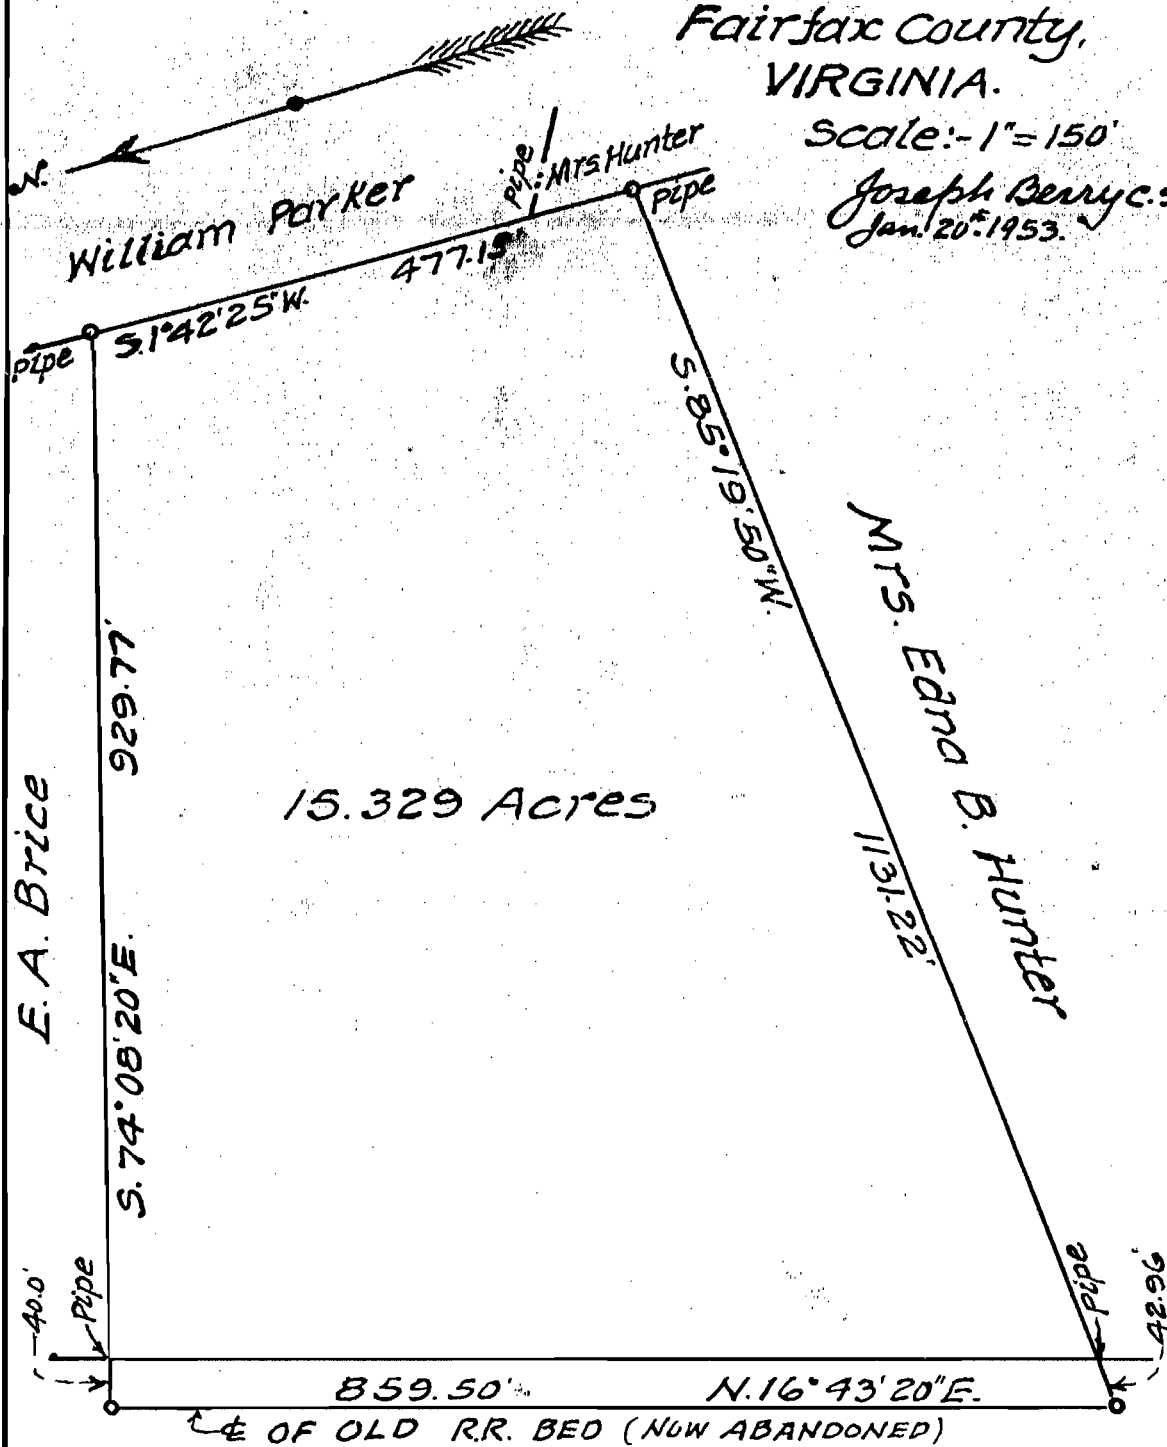 Fairfax County,
VIRGINIA.
Scale:- 1" = 150'
Joseph Berry C.S
Jan. 20th 1953.
N.
William Parker
Pipe
Mrs Hunter
Pipe
477.15'
S.1°42'25"W.
Pipe
S.85°19'50"W.
Mrs. Edna B. Hunter
1131.22'
929.77'
15.329 Acres
E.A. Brice
S.74°08'20"E.
40.0'
Pipe
Pipe
42.96'
859.50' N.16°43'20"E.
℄ OF OLD R.R. BED (NOW ABANDONED)